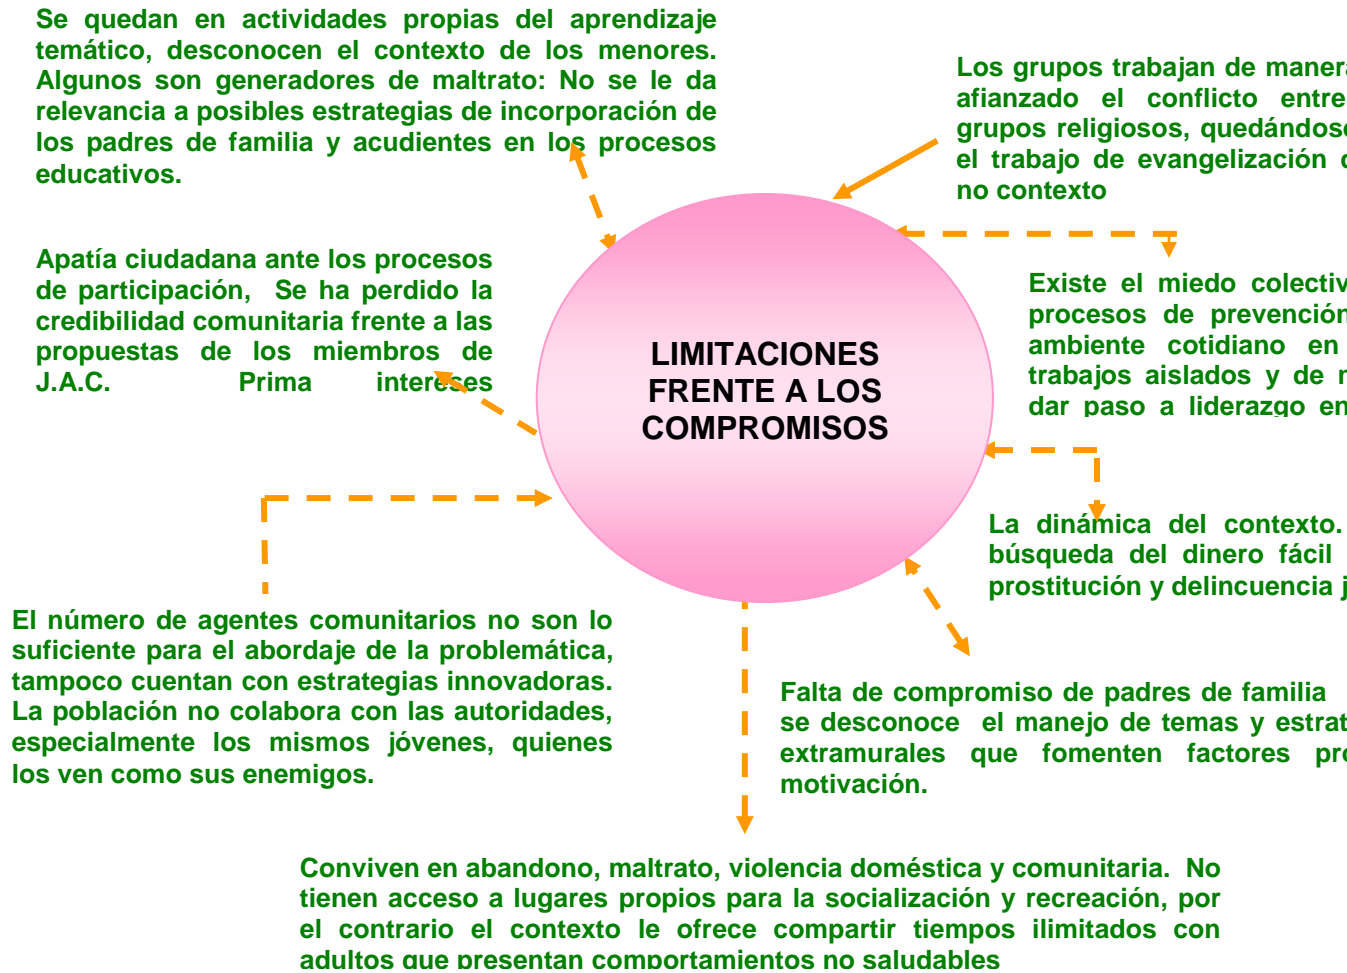 Se quedan en actividades propias del aprendizaje
temático, desconocen el contexto de los menores.
Algunos son generadores de maltrato: No se le da
relevancia a posibles estrategias de incorporación de
los padres de familia y acudientes en los procesos
educativos.
Los grupos trabajan de manera
afianzado el conflicto entre
grupos religiosos, quedándose
el trabajo de evangelización
no contexto
Apatía ciudadana ante los procesos
de participación, Se ha perdido la
credibilidad comunitaria frente a las
propuestas de los miembros de
J.A.C. Prima intereses
Existe el miedo
procesos de prevención
ambiente cotidiano en
trabajos aislados y de
dar paso a liderazgo en
LIMITACIONES
FRENTE A LOS
COMPROMISOS
La dinámica del contexto.
búsqueda del dinero fácil
prostitución y delincuencia
El número de agentes comunitarios no son lo
suficiente para el abordaje de la problemática,
tampoco cuentan con estrategias innovadoras.
La población no colabora con las autoridades,
especialmente los mismos jóvenes, quienes
los ven como sus enemigos.
Falta de compromiso de padres de familia
se desconoce el manejo de temas y
extramurales que fomenten factores
motivación.
Conviven en abandono, maltrato, violencia doméstica y comunitaria. No
tienen acceso a lugares propios para la socialización y recreación, por
el contrario el contexto le ofrece compartir tiempos ilimitados con
adultos que presentan comportamientos no saludables